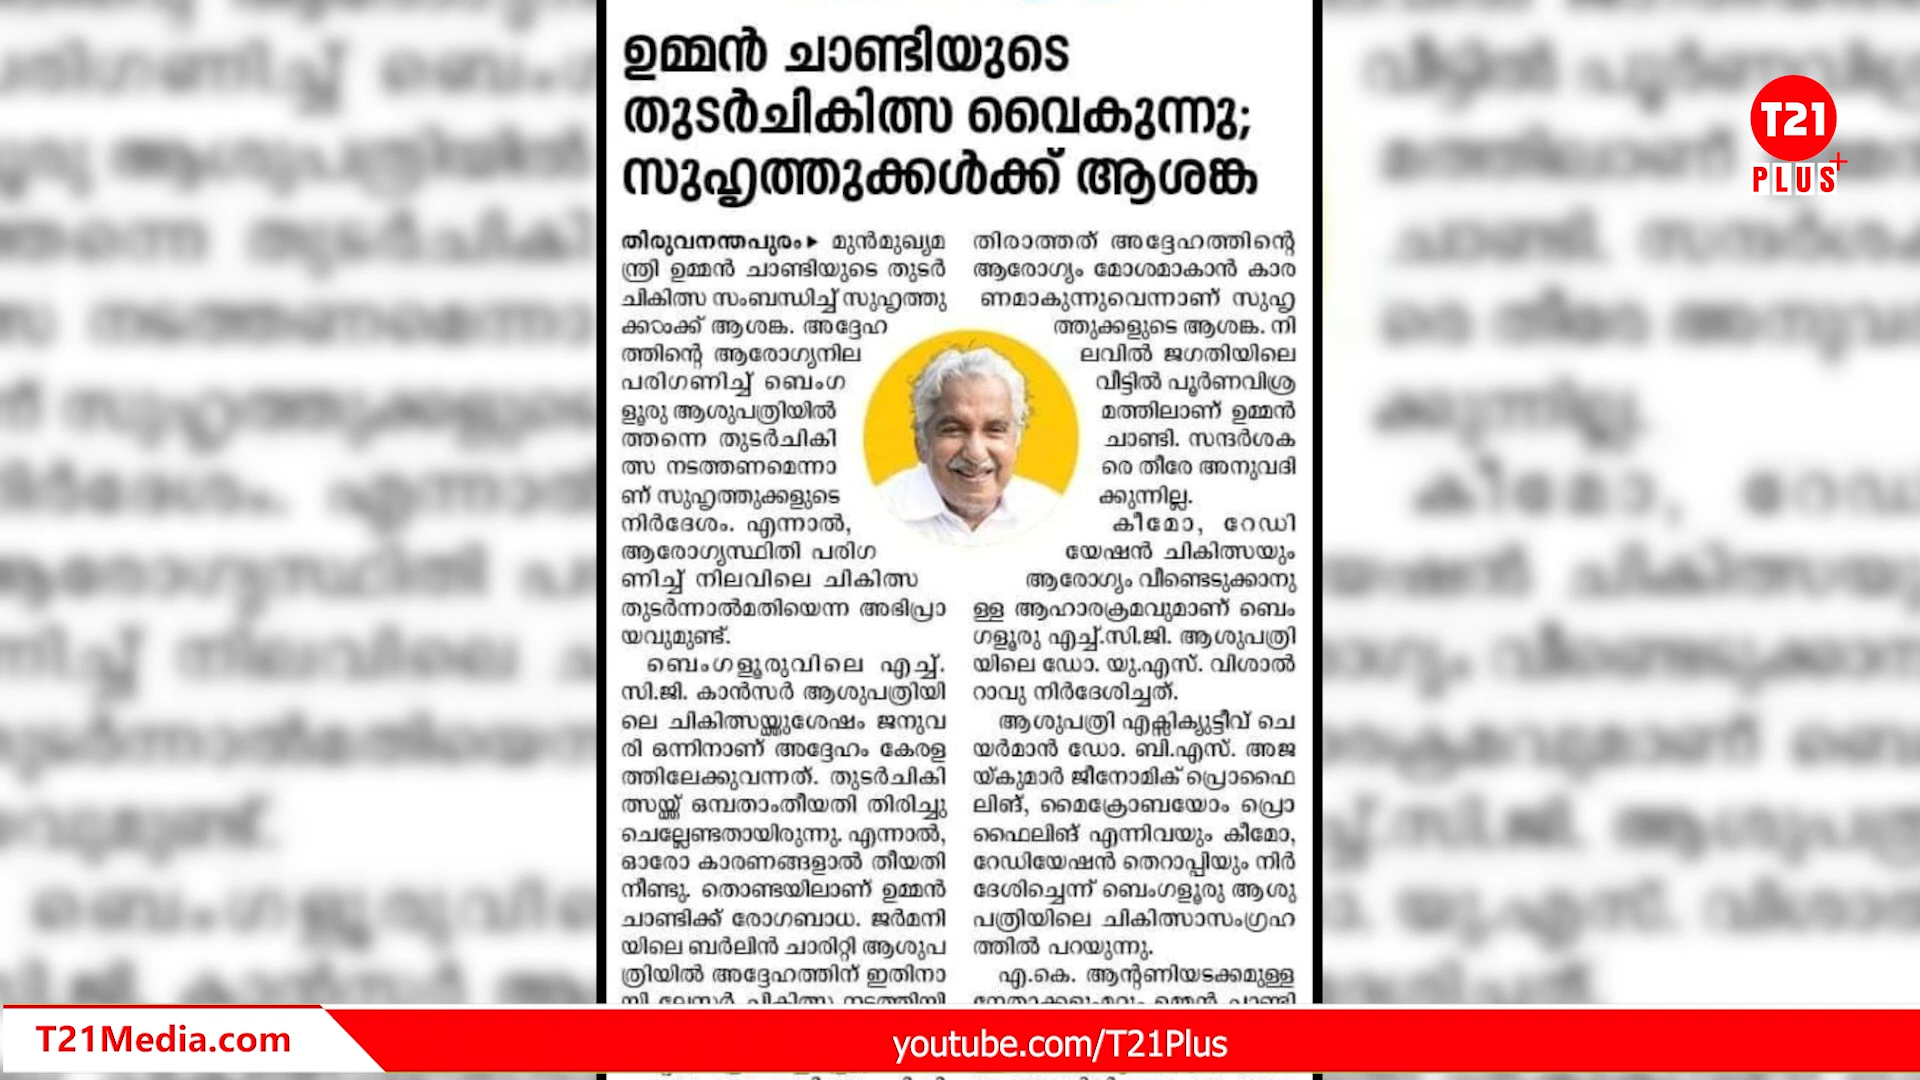 ഉമ്മൻ ചാണ്ടിയുടെ
തുടർചികിത്സ വൈകുന്നു;
സുഹൃത്തുക്കൾക്ക് ആശങ്ക
തിരുവനന്തപുരം ▸ മുൻമുഖ്യമ
ന്ത്രി ഉമ്മൻ ചാണ്ടിയുടെ തുടർ
ചികിത്സ സംബന്ധിച്ച് സുഹൃത്തു
ക്കൾക്ക് ആശങ്ക. അദ്ദേഹ
ത്തിന്റെ ആരോഗ്യനില
പരിഗണിച്ച് ബെംഗ
ളൂരു ആശുപത്രിയിൽ
ത്തന്നെ തുടർചികി
ത്സ നടത്തണമെന്നാ
ണ് സുഹൃത്തുക്കളുടെ
നിർദേശം. എന്നാൽ,
ആരോഗ്യസ്ഥിതി പരിഗ
ണിച്ച് നിലവിലെ ചികിത്സ
തുടർന്നാൽമതിയെന്ന അഭിപ്രാ
യവുമുണ്ട്.
ബെംഗളൂരുവിലെ എച്ച്.
സി.ജി. കാൻസർ ആശുപത്രിയി
ലെ ചികിത്സയ്ക്കുശേഷം ജനുവ
രി ഒന്നിനാണ് അദ്ദേഹം കേരള
ത്തിലേക്കുവന്നത്. തുടർചികി
ത്സയ്ക്ക് ഒമ്പതാംതീയതി തിരിച്ചു
ചെല്ലേണ്ടതായിരുന്നു. എന്നാൽ,
ഓരോ കാരണങ്ങളാൽ തീയതി
നീണ്ടു. തൊണ്ടയിലാണ് ഉമ്മൻ
ചാണ്ടിക്ക് രോഗബാധ. ജർമനി
യിലെ ബർലിൻ ചാരിറ്റി ആശുപ
ത്രിയിൽ അദ്ദേഹത്തിന് ഇതിനാ
യി ലേസർ ചികിത്സ നടത്തിയി
തിരാത്തത് അദ്ദേഹത്തിന്റെ
ആരോഗ്യം മോശമാകാൻ കാര
ണമാകുന്നുവെന്നാണ് സുഹൃ
ത്തുക്കളുടെ ആശങ്ക. നി
ലവിൽ ജഗതിയിലെ
വീട്ടിൽ പൂർണവിശ്ര
മത്തിലാണ് ഉമ്മൻ
ചാണ്ടി. സന്ദർശക
രെ തീരേ അനുവദി
ക്കുന്നില്ല.
കീമോ, റേഡി
യേഷൻ ചികിത്സയും
ആരോഗ്യം വീണ്ടെടുക്കാനു
ള്ള ആഹാരക്രമവുമാണ് ബെം
ഗളൂരു എച്ച്.സി.ജി. ആശുപത്രി
യിലെ ഡോ. യു.എസ്. വിശാൽ
റാവു നിർദേശിച്ചത്.
ആശുപത്രി എക്സിക്യുട്ടീവ് ചെ
യർമാൻ ഡോ. ബി.എസ്. അജ
യ്കുമാർ ജീനോമിക് പ്രൊഫൈ
ലിങ്, മൈക്രോബയോം പ്രൊ
ഫൈലിങ് എന്നിവയും കീമോ,
റേഡിയേഷൻ തെറാപ്പിയും നിർ
ദേശിച്ചെന്ന് ബെംഗളൂരു ആശു
പത്രിയിലെ ചികിത്സാസംഗ്രഹ
ത്തിൽ പറയുന്നു.
എ.കെ. ആന്റണിയടക്കമുള്ള
T21
PLUS+
T21Media.com
youtube.com/T21Plus